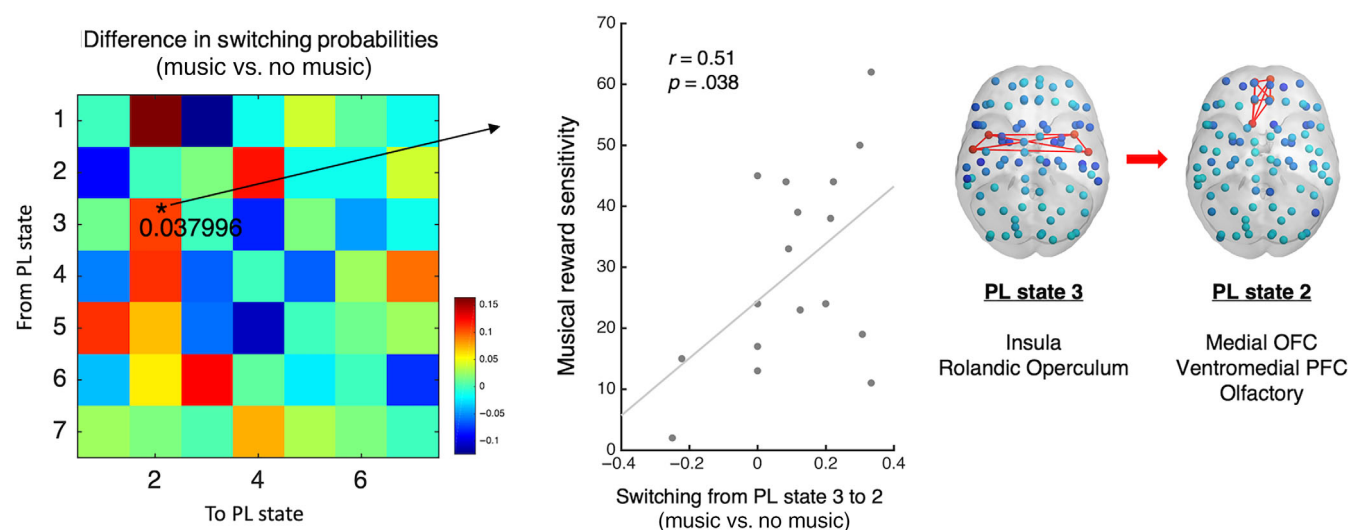 Difference in switching probabilities
(music vs. no music)
From PL state
1
2
3
4
5
6
7
*
0.037996
2
4
6
To PL state
0.15
0.1
0.05
0
−0.05
−0.1
Musical reward sensitivity
70
60
50
40
30
20
10
0
r = 0.51
p = .038
−0.4
−0.2
0
0.2
0.4
Switching from PL state 3 to 2
(music vs. no music)
PL state 3
Insula
Rolandic Operculum
PL state 2
Medial OFC
Ventromedial PFC
Olfactory